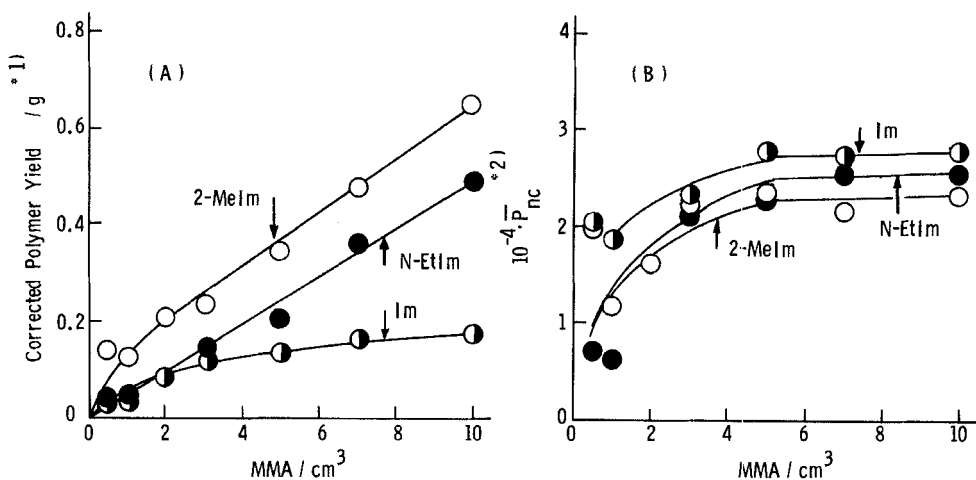 Corrected Polymer Yield / g *1)
0.8
0.6
0.4
0.2
0
(A)
2-MeIm
N-EtIm
Im
0 2 4 6 8 10
MMA / cm3
10-4·P̅nc *2)
4
3
2
1
0
(B)
Im
N-EtIm
2-MeIm
0 2 4 6 8 10
MMA / cm3